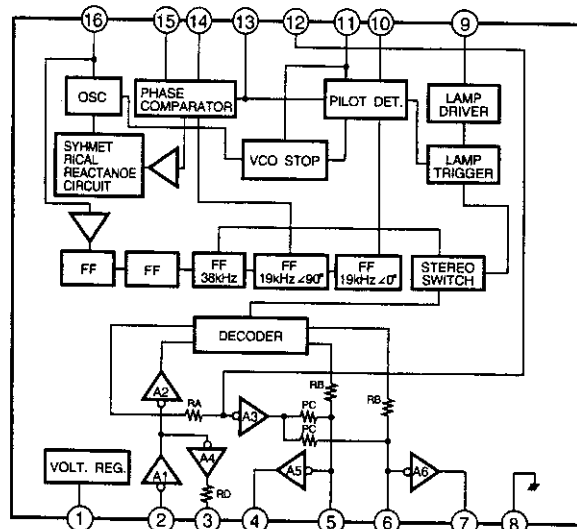 16 15 14 13 12 11 10 9
OSC
PHASE
COMPARATOR
PILOT DET.
LAMP
DRIVER
SYHMET
RICAL
REACTANOE
CIRCUIT
VCO STOP
LAMP
TRIGGER
FF
FF
FF
38kHz
FF
19kHz ∠90°
FF
19kHz ∠0°
STEREO
SWITCH
DECODER
A2
RA
A3
RB
PC
PC
RB
A4
A5
A6
VOLT. REG.
A1
RD
1 2 3 4 5 6 7 8